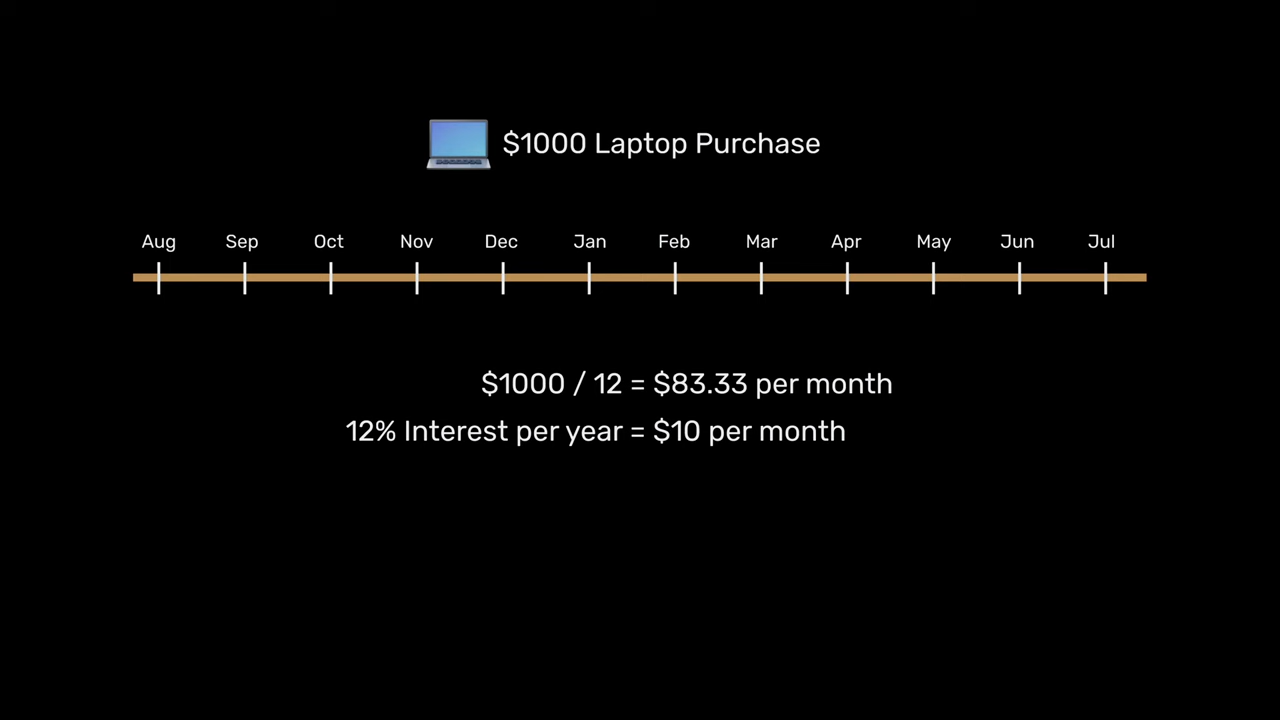 $1000 Laptop Purchase
Aug Sep Oct Nov Dec Jan Feb Mar Apr May Jun Jul
$1000 / 12 = $83.33 per month
12% Interest per year = $10 per month